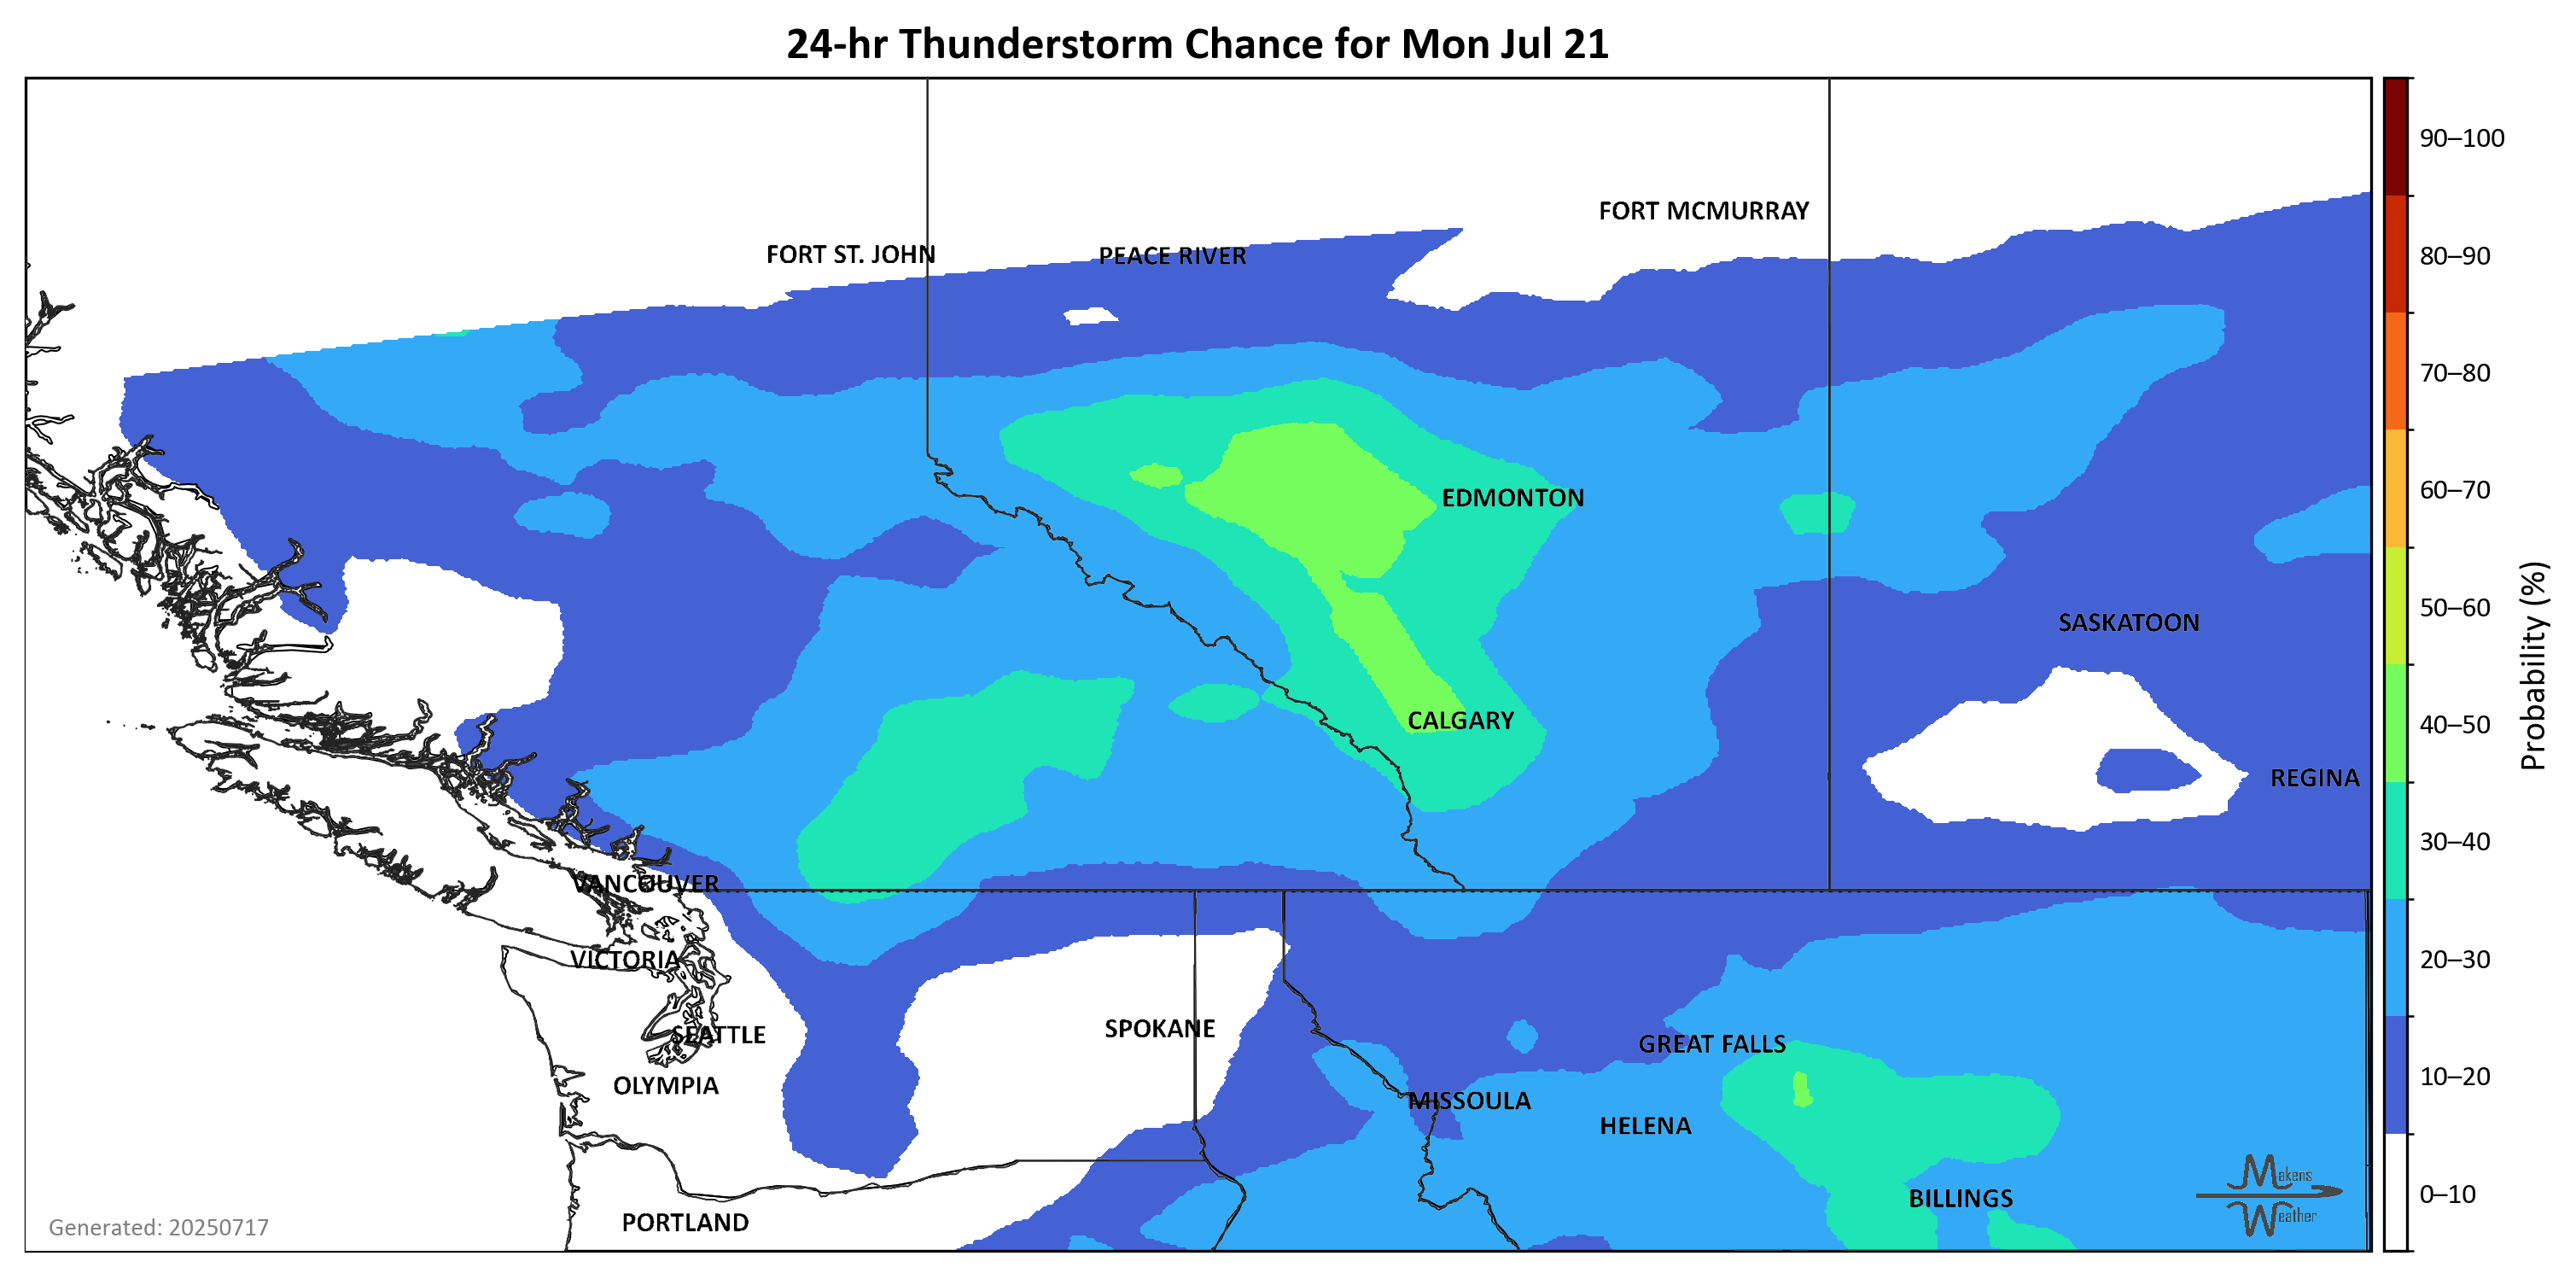 24-hr Thunderstorm Chance for Mon Jul 21
90–100
FORT MCMURRAY
FORT ST. JOHN
PEACE RIVER
80–90
70–80
60–70
EDMONTON
50–60
SASKATOON
CALGARY
40–50
Probability (%)
REGINA
30–40
VANCOUVER
VICTORIA
20–30
SPOKANE
SEATTLE
GREAT FALLS
OLYMPIA
10–20
MISSOULA
HELENA
Makens
Weather
0–10
BILLINGS
PORTLAND
Generated: 20250717